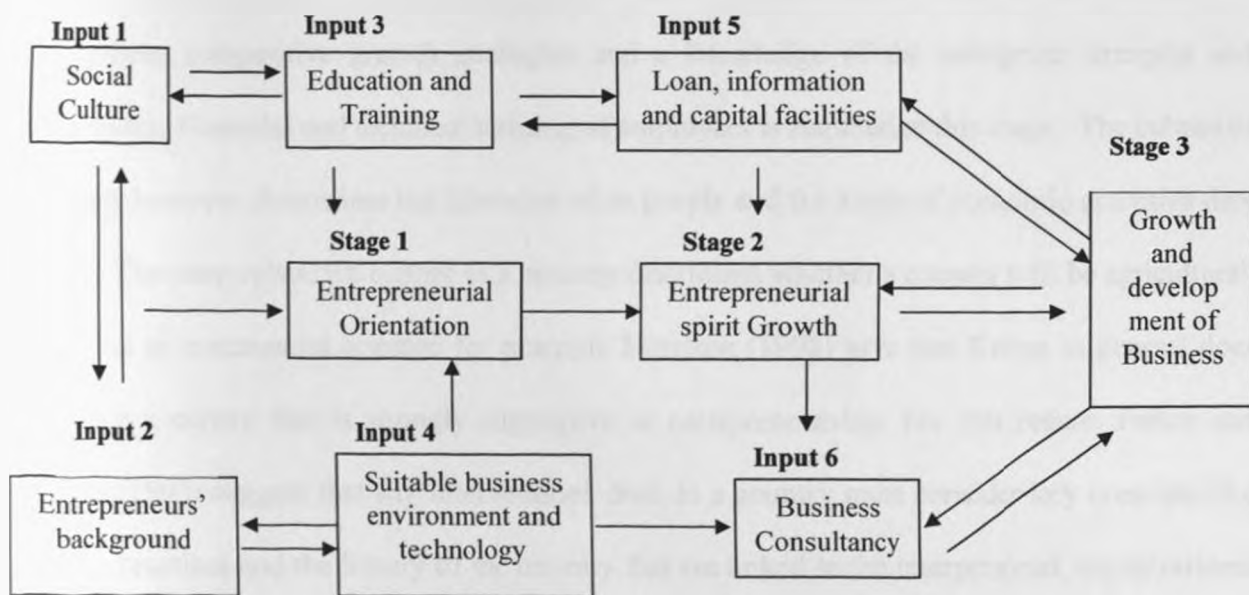 Input 1
Social
Culture
Input 3
Education and
Training
Input 5
Loan, information
and capital facilities
Stage 3
Growth
and
develop
ment of
Business
Stage 1
Entrepreneurial
Orientation
Stage 2
Entrepreneurial
spirit Growth
Input 2
Entrepreneurs'
background
Input 4
Suitable business
environment and
technology
Input 6
Business
Consultancy